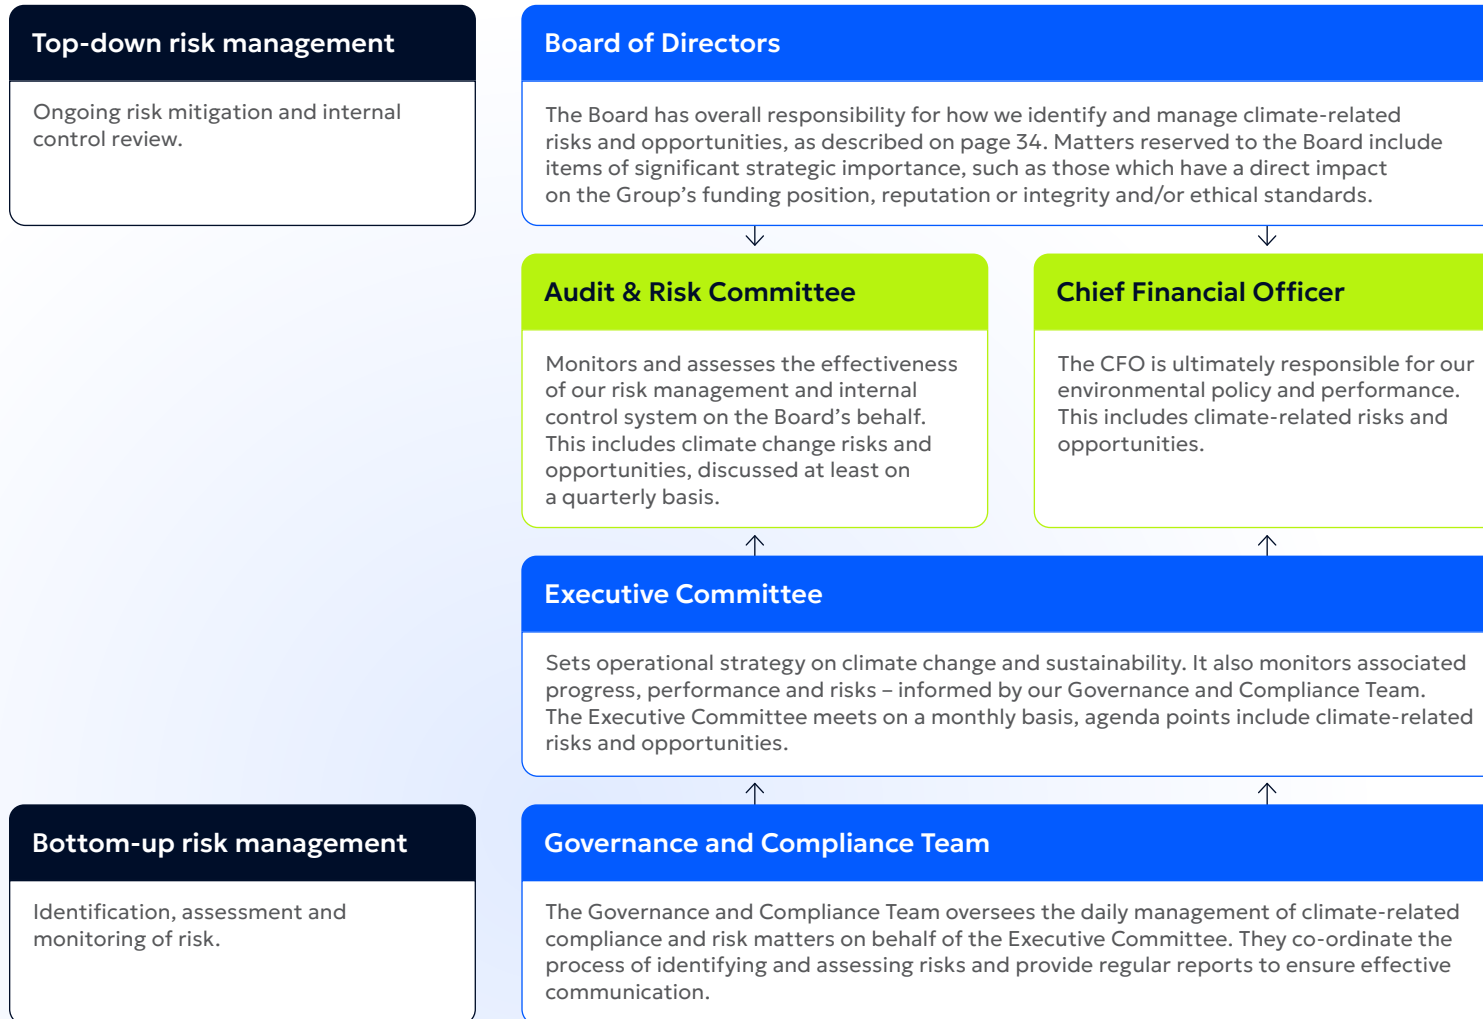 Top-down risk management
Ongoing risk mitigation and internal
control review.
Board of Directors
The Board has overall responsibility for how we identify and manage climate-related
risks and opportunities, as described on page 34. Matters reserved to the Board include
items of significant strategic importance, such as those which have a direct impact
on the Group’s funding position, reputation or integrity and/or ethical standards.
Audit & Risk Committee
Monitors and assesses the effectiveness
of our risk management and internal
control system on the Board’s behalf.
This includes climate change risks and
opportunities, discussed at least on
a quarterly basis.
Chief Financial Officer
The CFO is ultimately responsible for our
environmental policy and performance.
This includes climate-related risks and
opportunities.
Executive Committee
Sets operational strategy on climate change and sustainability. It also monitors associated
progress, performance and risks – informed by our Governance and Compliance Team.
The Executive Committee meets on a monthly basis, agenda points include climate-related
risks and opportunities.
Bottom-up risk management
Identification, assessment and
monitoring of risk.
Governance and Compliance Team
The Governance and Compliance Team oversees the daily management of climate-related
compliance and risk matters on behalf of the Executive Committee. They co-ordinate the
process of identifying and assessing risks and provide regular reports to ensure effective
communication.